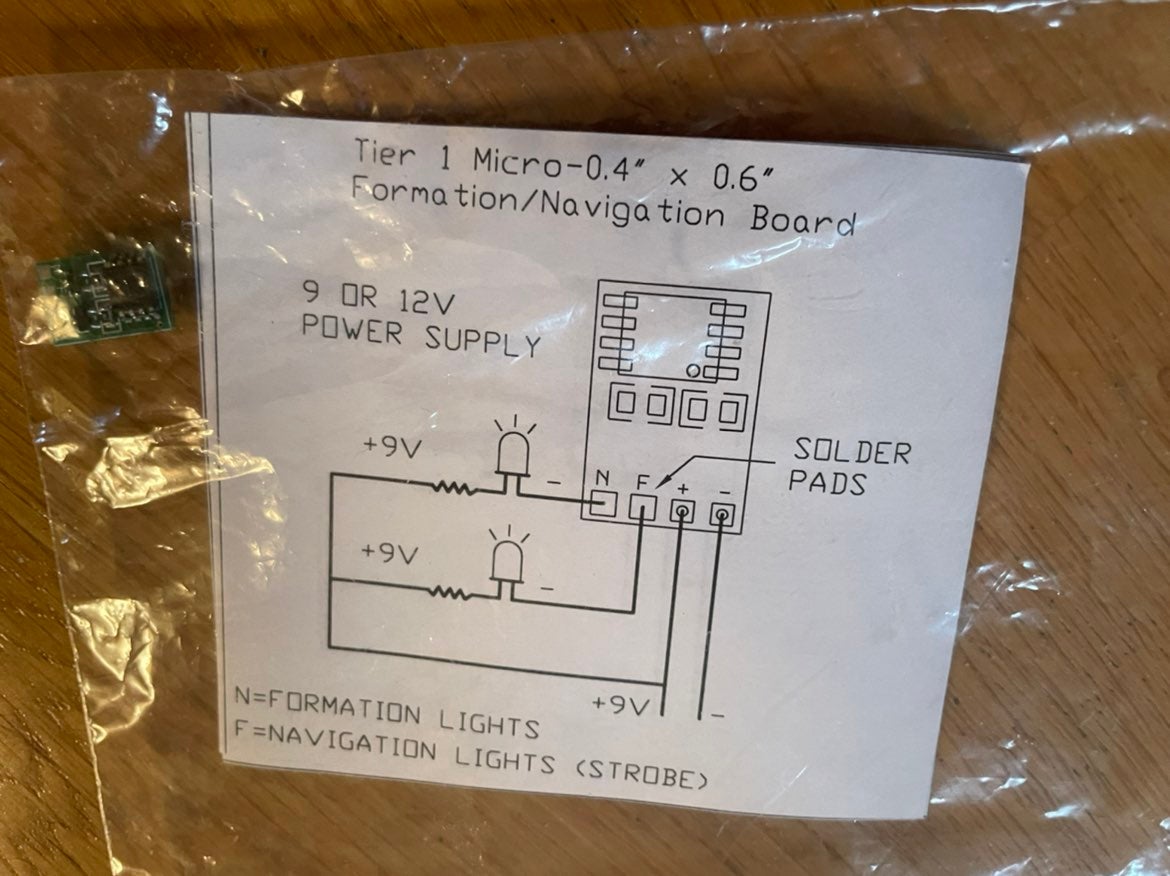 Tier 1 Micro-0.4" x 0.6"
Formation/Navigation Board
9 OR 12V
POWER SUPPLY
+9V
-
N F + -
SOLDER
PADS
+9V
-
+9V -
N=FORMATION LIGHTS
F=NAVIGATION LIGHTS (STROBE)